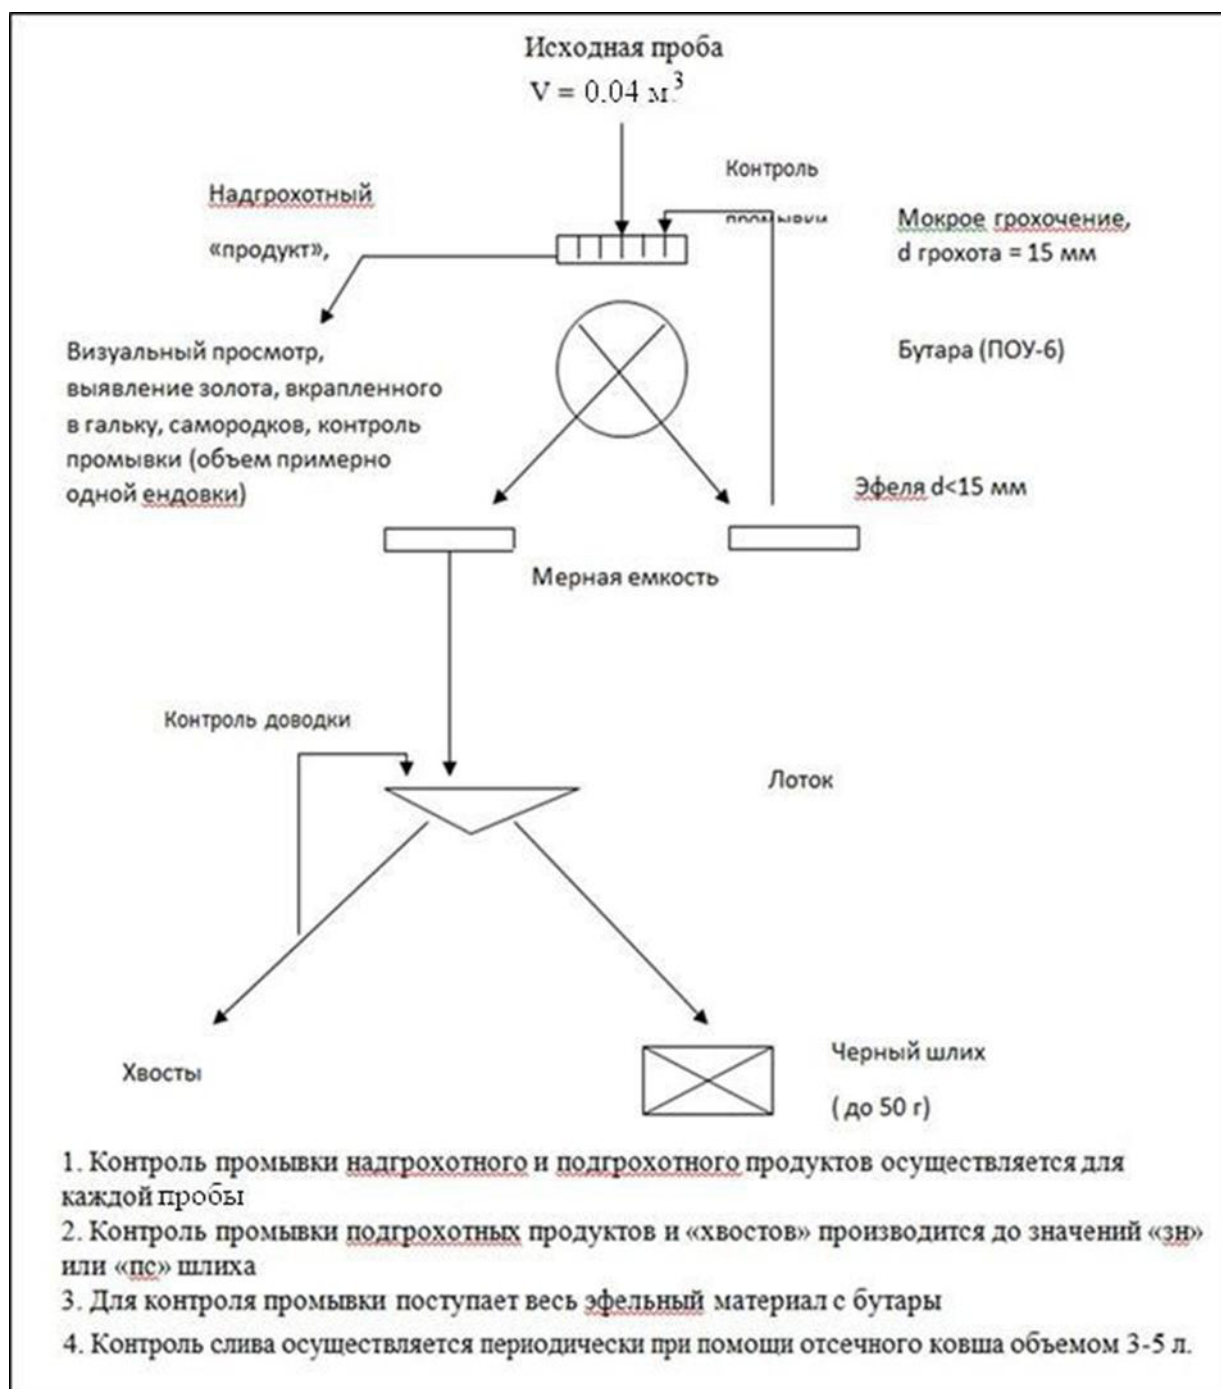 Исходная проба
V = 0.04 м.³
Контроль
промывки
Надгрохотный
«продукт»,
Мокрое грохочение,
d грохота = 15 мм
Визуальный просмотр,
выявление золота, вкрапленного
в гальку, самородков, контроль
промывки (объем примерно
одной ендовки)
Бутара (ПОУ-6)
Эфеля d<15 мм
Мерная емкость
Контроль доводки
Лоток
Хвосты
Черный шлих
( до 50 г)
1. Контроль промывки надгрохотного и подгрохотного продуктов осуществляется для
каждой пробы
2. Контроль промывки подгрохотных продуктов и «хвостов» производится до значений «зн»
или «пс» шлиха
3. Для контроля промывки поступает весь эфельный материал с бутары
4. Контроль слива осуществляется периодически при помощи отсечного ковша объемом 3-5 л.